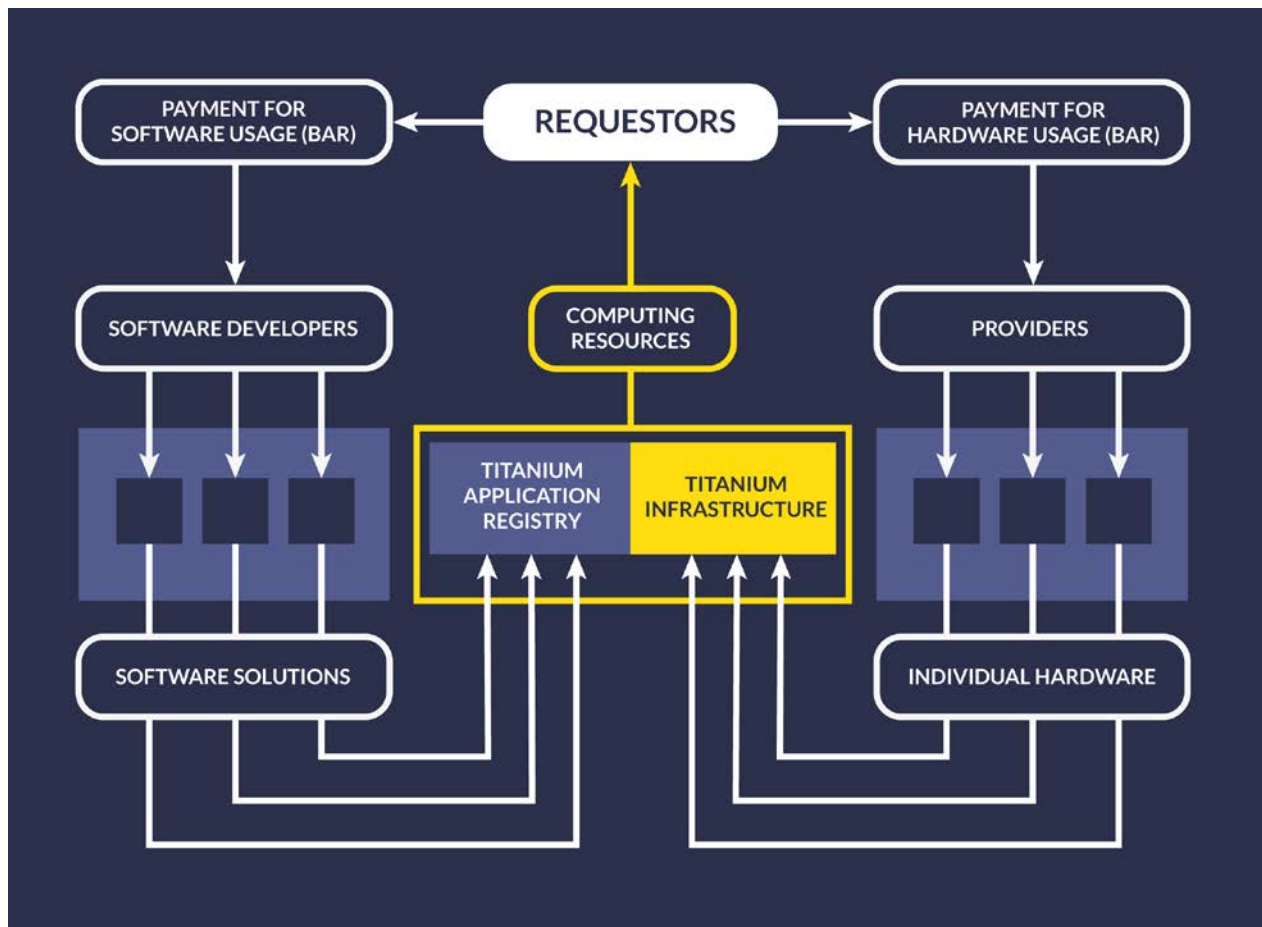 PAYMENT FOR
SOFTWARE USAGE (BAR)
REQUESTORS
PAYMENT FOR
HARDWARE USAGE (BAR)
SOFTWARE DEVELOPERS
COMPUTING
RESOURCES
PROVIDERS
TITANIUM
APPLICATION
REGISTRY
TITANIUM
INFRASTRUCTURE
SOFTWARE SOLUTIONS
INDIVIDUAL HARDWARE